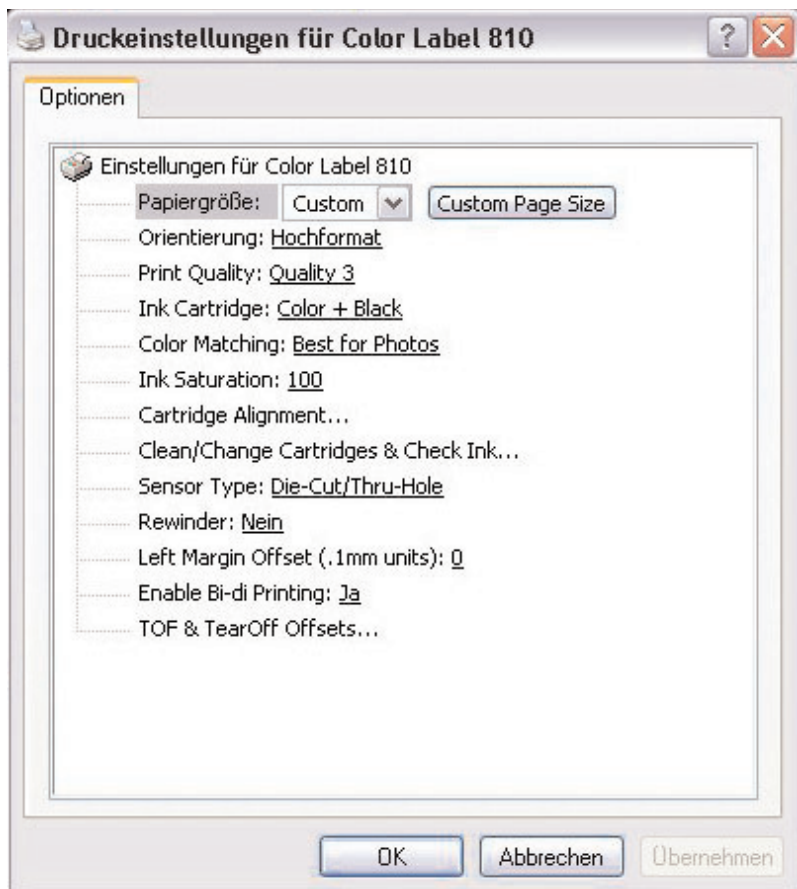 Druckeinstellungen für Color Label 810
Optionen
Einstellungen für Color Label 810
Papiergröße: Custom Custom Page Size
Orientierung: Hochformat
Print Quality: Quality 3
Ink Cartridge: Color + Black
Color Matching: Best for Photos
Ink Saturation: 100
Cartridge Alignment...
Clean/Change Cartridges & Check Ink...
Sensor Type: Die-Cut/Thru-Hole
Rewinder: Nein
Left Margin Offset (.1mm units): 0
Enable Bi-di Printing: Ja
TOF & TearOff Offsets...
OK Abbrechen Übernehmen